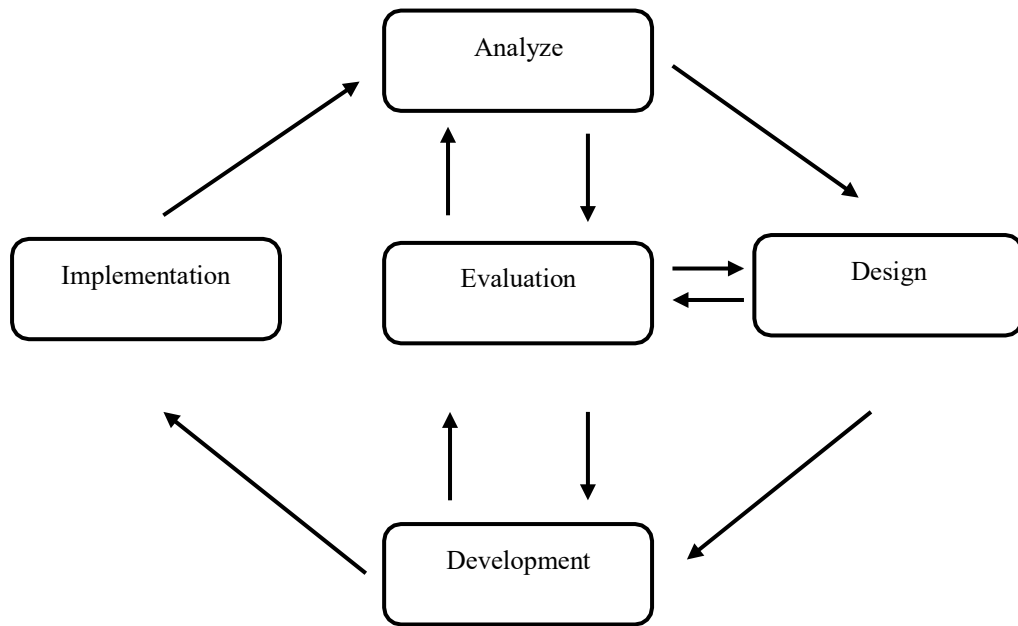 Analyze
Implementation
Evaluation
Design
Development